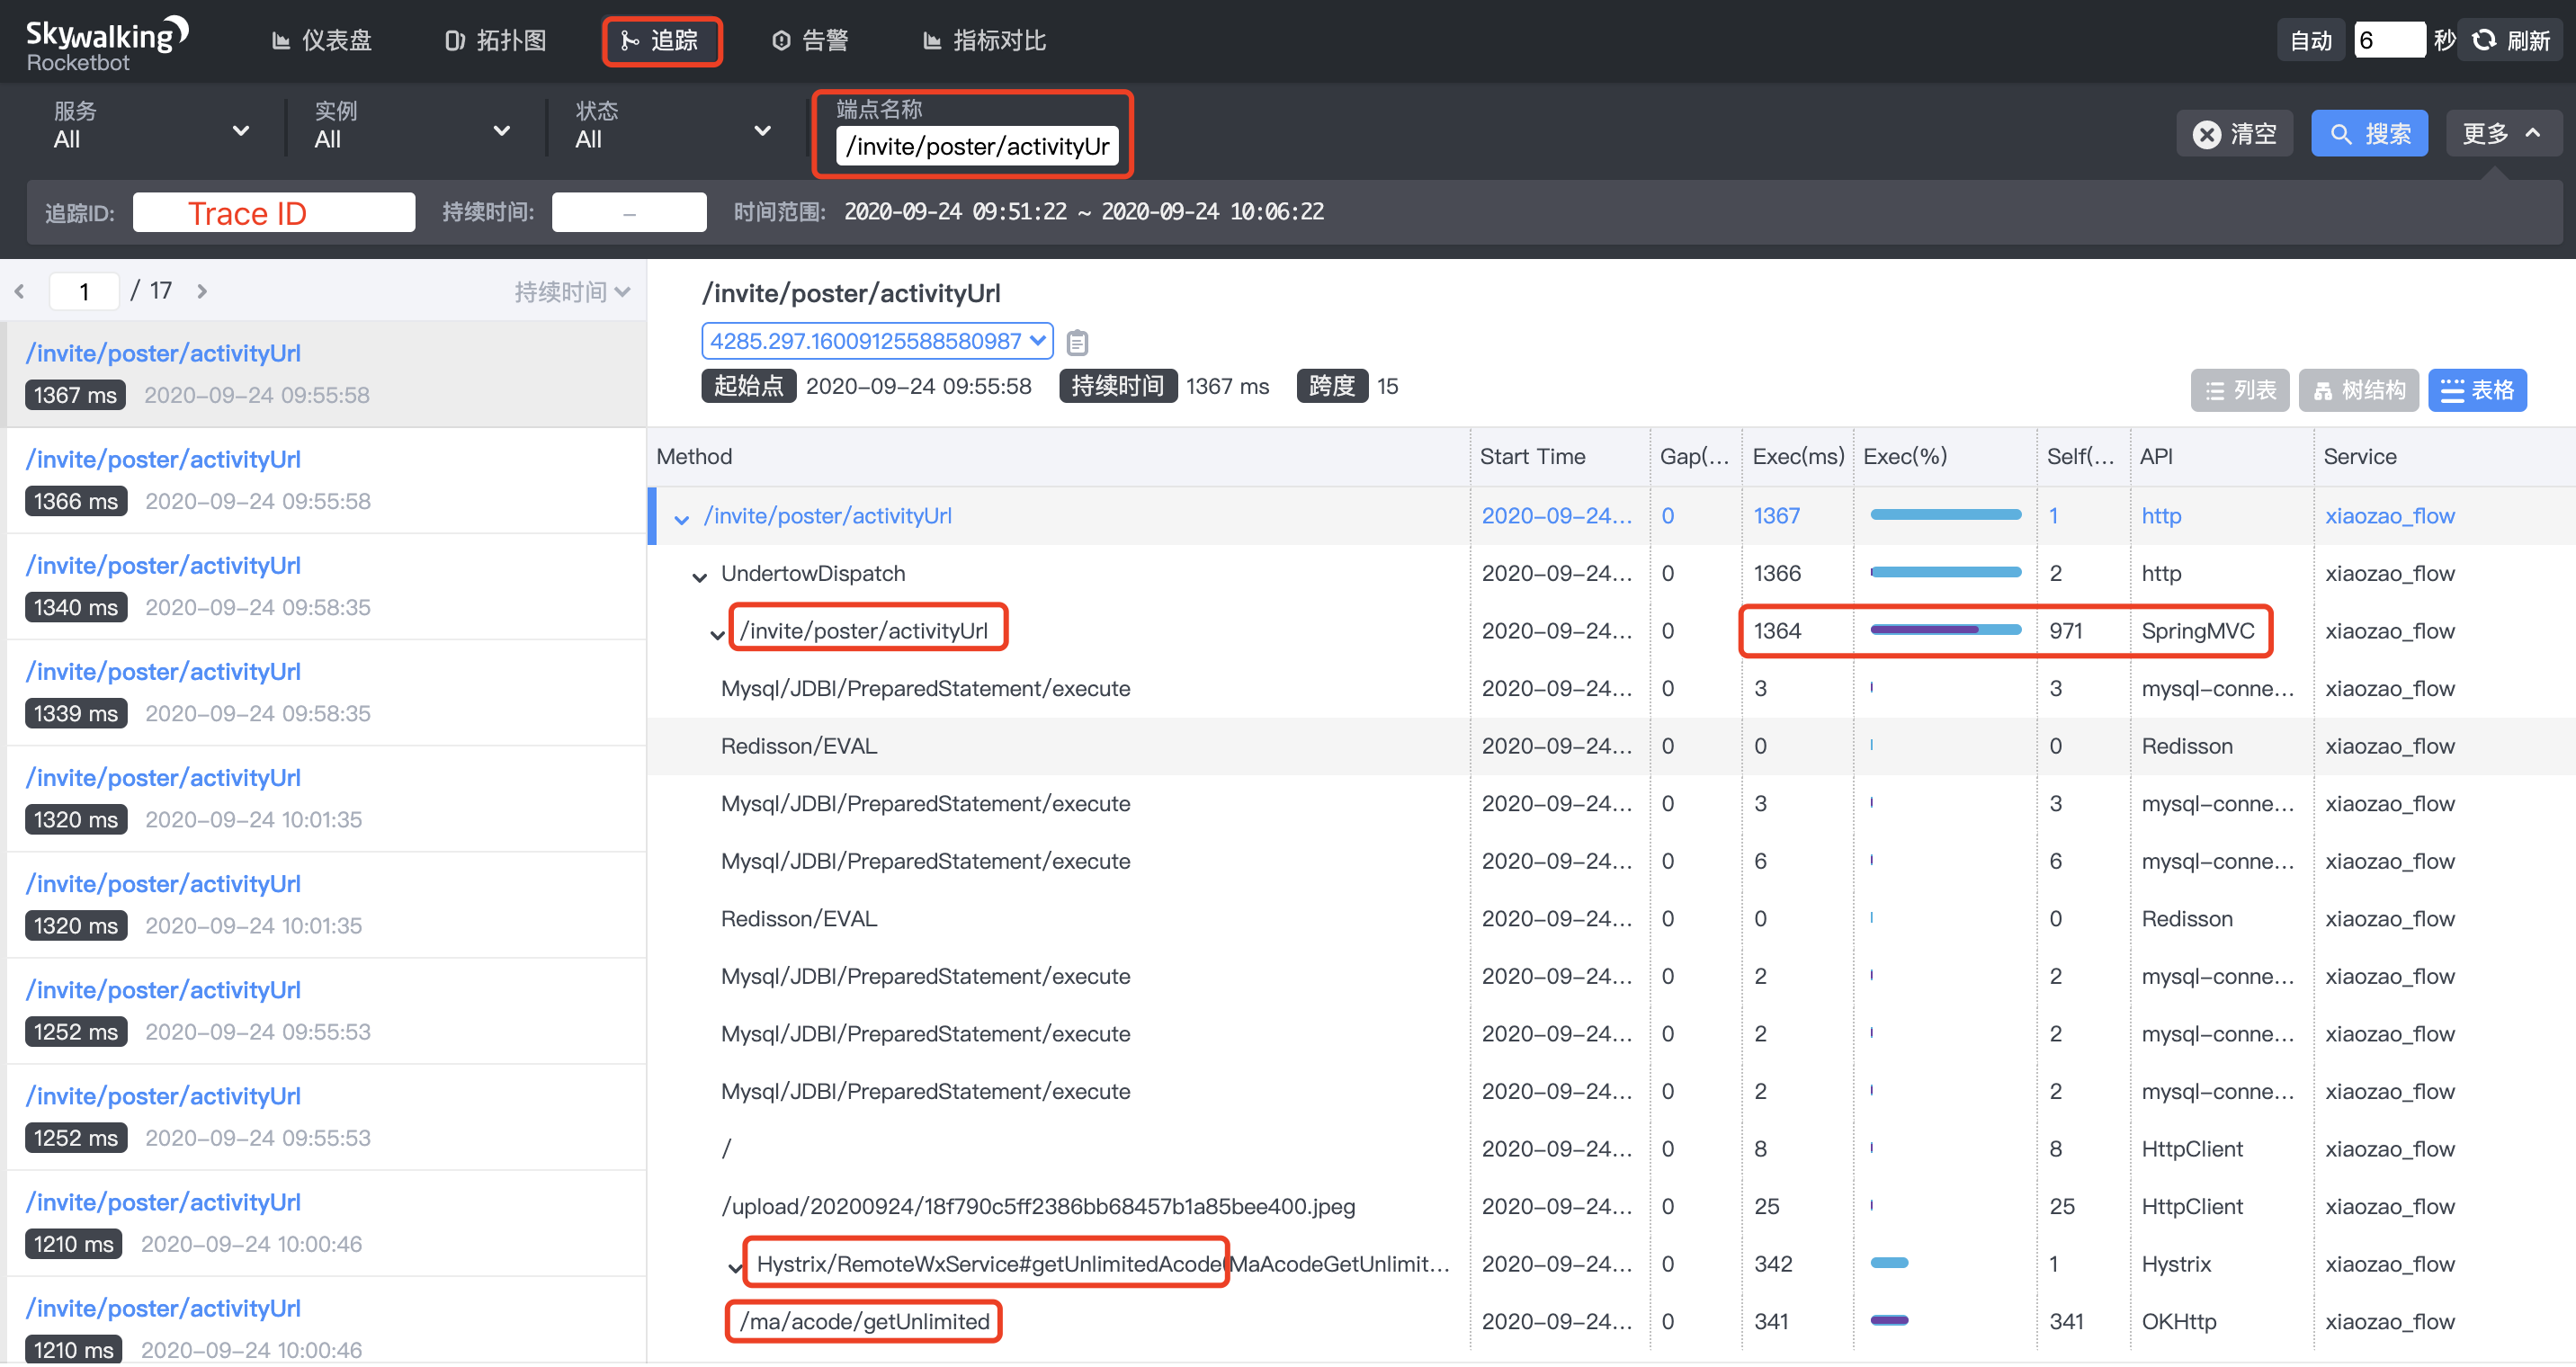 Skywalking
Rocketbot
仪表盘
拓扑图
追踪
告警
指标对比
自动
6
秒
刷新
服务
All
实例
All
状态
All
端点名称
/invite/poster/activityUr
清空
搜索
更多
追踪ID:
Trace ID
持续时间:
–
时间范围:
2020-09-24 09:51:22 ~ 2020-09-24 10:06:22
1 / 17
持续时间
/invite/poster/activityUrl
1367 ms 2020-09-24 09:55:58
/invite/poster/activityUrl
1366 ms 2020-09-24 09:55:58
/invite/poster/activityUrl
1340 ms 2020-09-24 09:58:35
/invite/poster/activityUrl
1339 ms 2020-09-24 09:58:35
/invite/poster/activityUrl
1320 ms 2020-09-24 10:01:35
/invite/poster/activityUrl
1320 ms 2020-09-24 10:01:35
/invite/poster/activityUrl
1252 ms 2020-09-24 09:55:53
/invite/poster/activityUrl
1252 ms 2020-09-24 09:55:53
/invite/poster/activityUrl
1210 ms 2020-09-24 10:00:46
/invite/poster/activityUrl
1210 ms 2020-09-24 10:00:46
/invite/poster/activityUrl
4285.297.16009125588580987
起始点 2020-09-24 09:55:58 持续时间 1367 ms 跨度 15
列表 树结构 表格
Method Start Time Gap(... Exec(ms) Exec(%) Self(... API Service
/invite/poster/activityUrl 2020-09-24... 0 1367 1 http xiaozao_flow
UndertowDispatch 2020-09-24... 0 1366 2 http xiaozao_flow
/invite/poster/activityUrl 2020-09-24... 0 1364 971 SpringMVC xiaozao_flow
Mysql/JDBI/PreparedStatement/execute 2020-09-24... 0 3 3 mysql-conne... xiaozao_flow
Redisson/EVAL 2020-09-24... 0 0 0 Redisson xiaozao_flow
Mysql/JDBI/PreparedStatement/execute 2020-09-24... 0 3 3 mysql-conne... xiaozao_flow
Mysql/JDBI/PreparedStatement/execute 2020-09-24... 0 6 6 mysql-conne... xiaozao_flow
Redisson/EVAL 2020-09-24... 0 0 0 Redisson xiaozao_flow
Mysql/JDBI/PreparedStatement/execute 2020-09-24... 0 2 2 mysql-conne... xiaozao_flow
Mysql/JDBI/PreparedStatement/execute 2020-09-24... 0 2 2 mysql-conne... xiaozao_flow
Mysql/JDBI/PreparedStatement/execute 2020-09-24... 0 2 2 mysql-conne... xiaozao_flow
/ 2020-09-24... 0 8 8 HttpClient xiaozao_flow
/upload/20200924/18f790c5ff2386bb68457b1a85bee400.jpeg 2020-09-24... 0 25 25 HttpClient xiaozao_flow
Hystrix/RemoteWxService#getUnlimitedAcode(MaAcodeGetUnlimit... 2020-09-24... 0 342 1 Hystrix xiaozao_flow
/ma/acode/getUnlimited 2020-09-24... 0 341 341 OKHttp xiaozao_flow